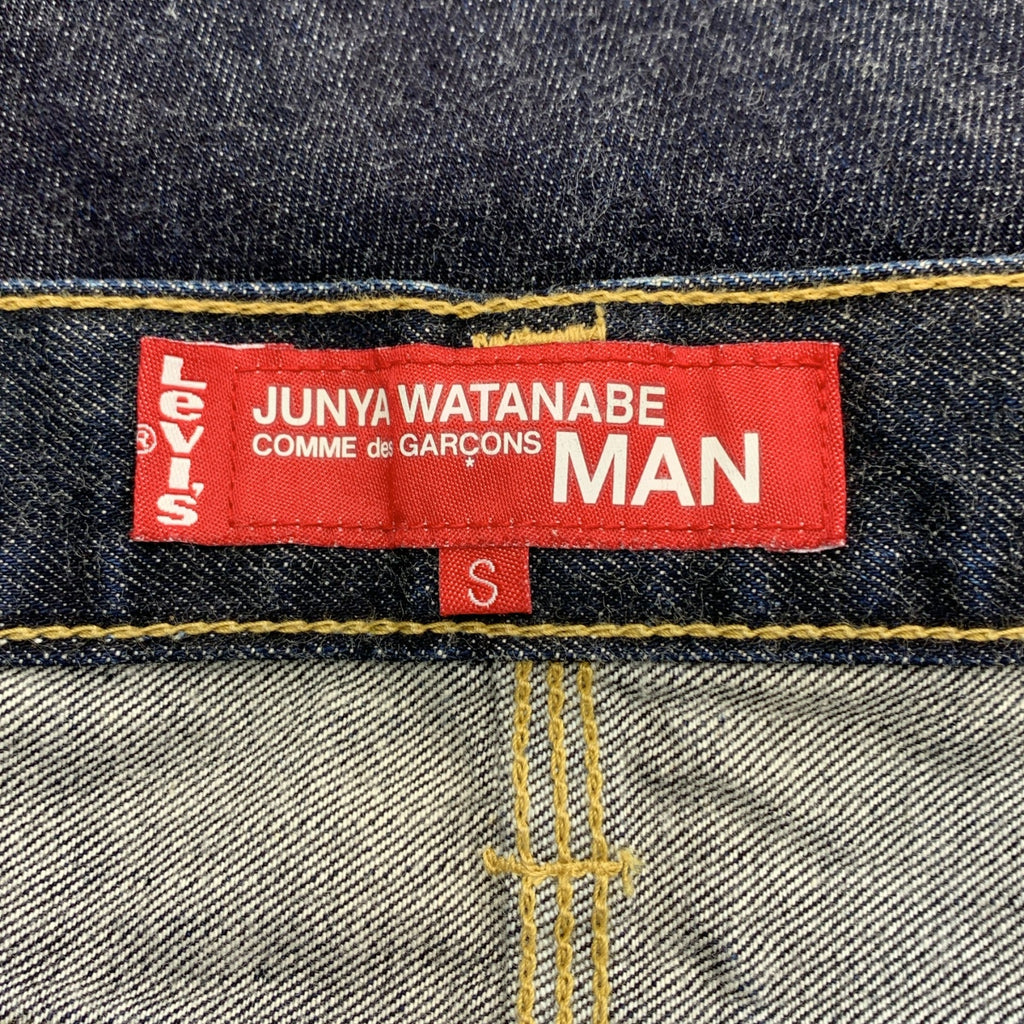 Levi's
®
JUNYA WATANABE
COMME des GARÇONS
*
MAN
S